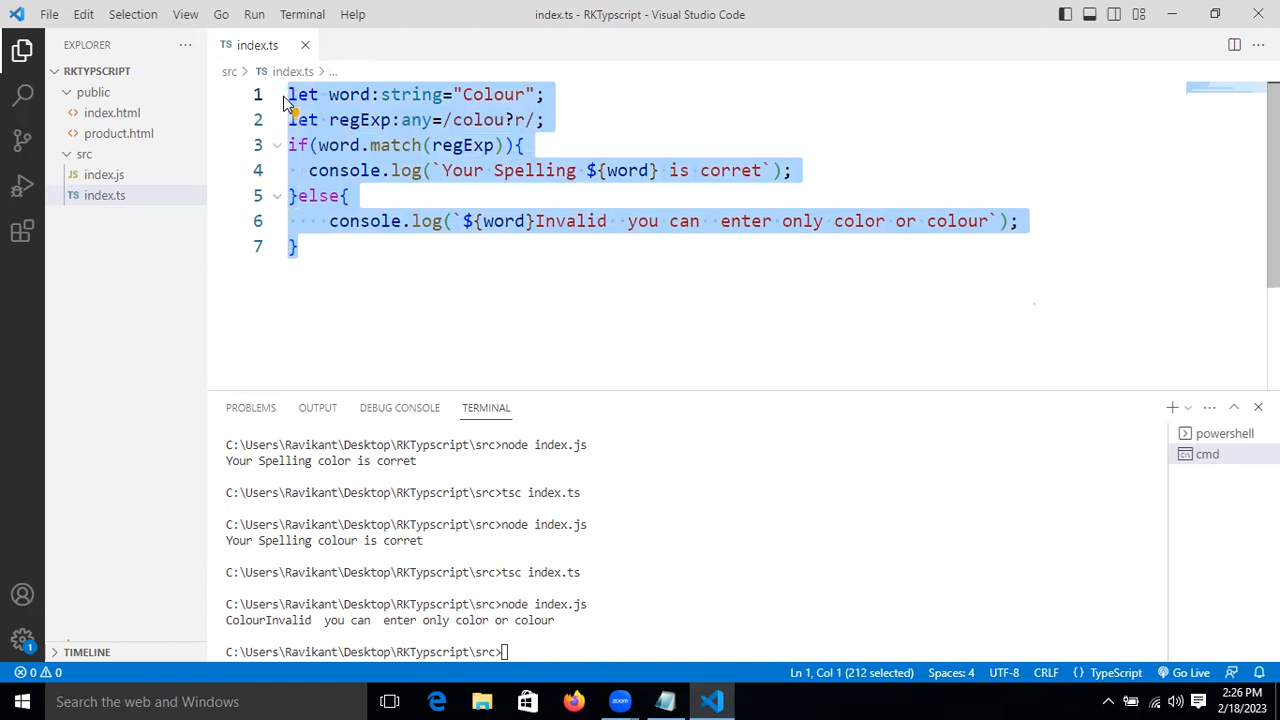 File Edit Selection View Go Run Terminal Help index.ts - RKTypscript - Visual Studio Code
EXPLORER ··· TS index.ts
RKTYPSCRIPT src > TS index.ts > ...
public
index.html
product.html
src
JS index.js
TS index.ts
1 let word:string="Colour";
2 let regExp:any=/colou?r/;
3 if(word.match(regExp)){
4 console.log(`Your Spelling ${word} is corret`);
5 }else{
6 console.log(`${word}Invalid you can enter only color or colour`);
7 }
PROBLEMS OUTPUT DEBUG CONSOLE TERMINAL
powershell
cmd
C:\Users\Ravikant\Desktop\RKTypscript\src>node index.js
Your Spelling color is corret
C:\Users\Ravikant\Desktop\RKTypscript\src>tsc index.ts
C:\Users\Ravikant\Desktop\RKTypscript\src>node index.js
Your Spelling colour is corret
C:\Users\Ravikant\Desktop\RKTypscript\src>tsc index.ts
C:\Users\Ravikant\Desktop\RKTypscript\src>node index.js
ColourInvalid you can enter only color or colour
C:\Users\Ravikant\Desktop\RKTypscript\src>
1
TIMELINE
0 0 Ln 1, Col 1 (212 selected) Spaces: 4 UTF-8 CRLF {} TypeScript Go Live
Search the web and Windows
zoom
2:26 PM
2/18/2023